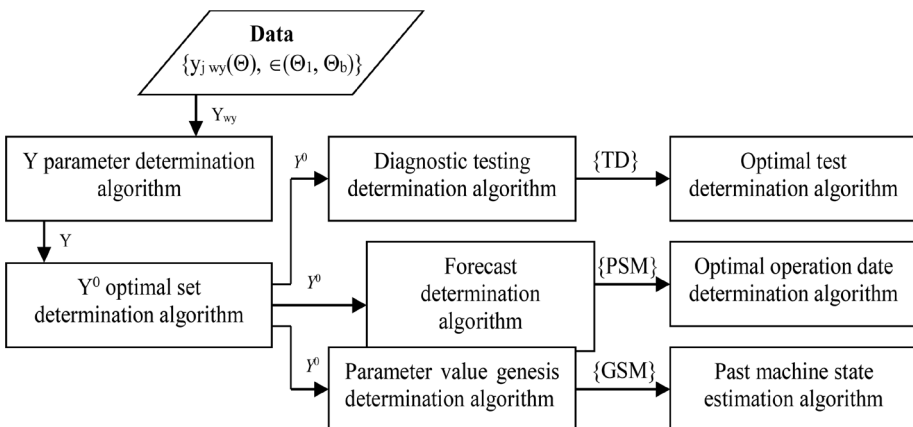 Data
{yj wy(Θ), ∈(Θ1, Θb)}
Ywy
Y parameter determination
algorithm
Y
Y0 optimal set
determination algorithm
Y0
Diagnostic testing
determination algorithm
{TD}
Optimal test
determination algorithm
Y0
Forecast
determination
algorithm
{PSM}
Optimal operation date
determination algorithm
Y0
Parameter value genesis
determination algorithm
{GSM}
Past machine state
estimation algorithm